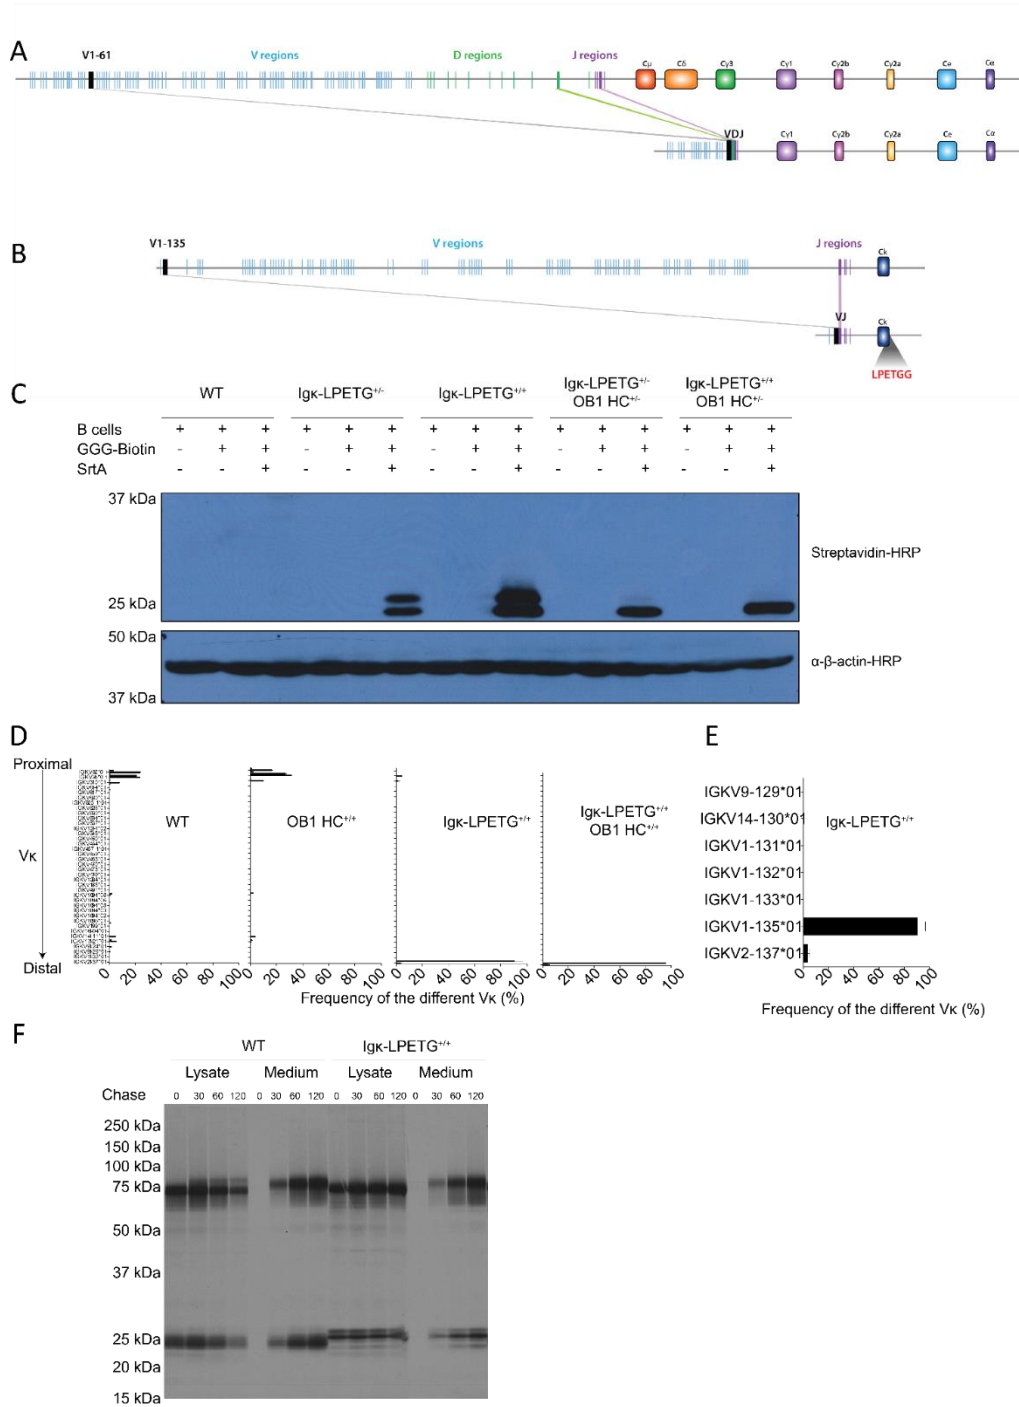 A
V1-61
V regions
D regions
J regions
Cμ
Cδ
Cγ3
Cγ1
Cγ2b
Cγ2a
Cε
Cα
VDJ
Cγ1
Cγ2b
Cγ2a
Cε
Cα
B
V1-135
V regions
J regions
Cκ
VJ
Cκ
LPETGG
C
WT
Igκ-LPETG+/-
Igκ-LPETG+/+
Igκ-LPETG+/-
OB1 HC+/-
Igκ-LPETG+/+
OB1 HC+/-
B cells + + + + + + + + + + + + + + +
GGG-Biotin - + + - + + - + + - + + - + +
SrtA - - + - - + - - + - - + - - +
37 kDa
25 kDa
Streptavidin-HRP
50 kDa
37 kDa
α-β-actin-HRP
D
Proximal
Vκ
Distal
WT
OB1 HC+/+
Igκ-LPETG+/+
Igκ-LPETG+/+
OB1 HC+/+
0 20 40 60 80 100
0 20 40 60 80 100
0 20 40 60 80 100
0 20 40 60 80 100
Frequency of the different Vκ (%)
E
IGKV9-129*01
IGKV14-130*01
IGKV1-131*01
IGKV1-132*01
IGKV1-133*01
IGKV1-135*01
IGKV2-137*01
Igκ-LPETG+/+
0 20 40 60 80 100
Frequency of the different Vκ (%)
F
WT
Igκ-LPETG+/+
Lysate Medium Lysate Medium
Chase 0 30 60 120 0 30 60 120 0 30 60 120 0 30 60 120
250 kDa
150 kDa
100 kDa
75 kDa
50 kDa
37 kDa
25 kDa
20 kDa
15 kDa